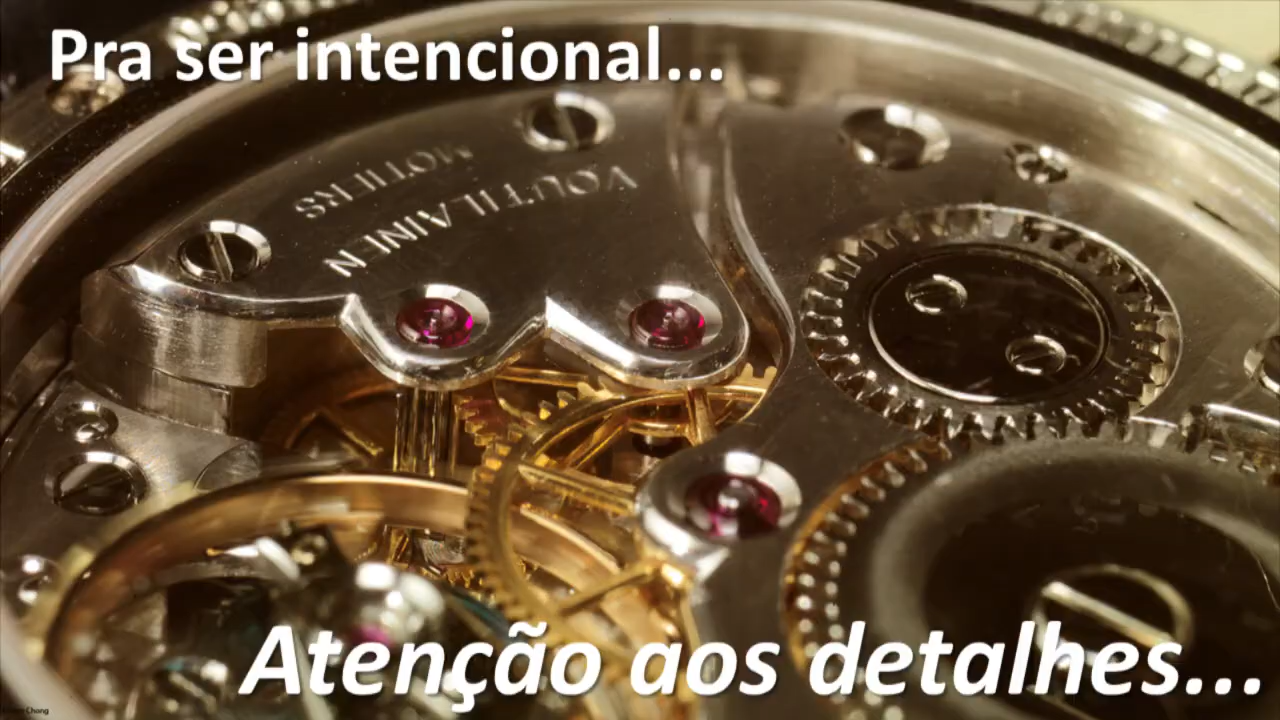 Pra ser intencional...
MOTIERS
VOUTILAINEN
Atenção aos detalhes...